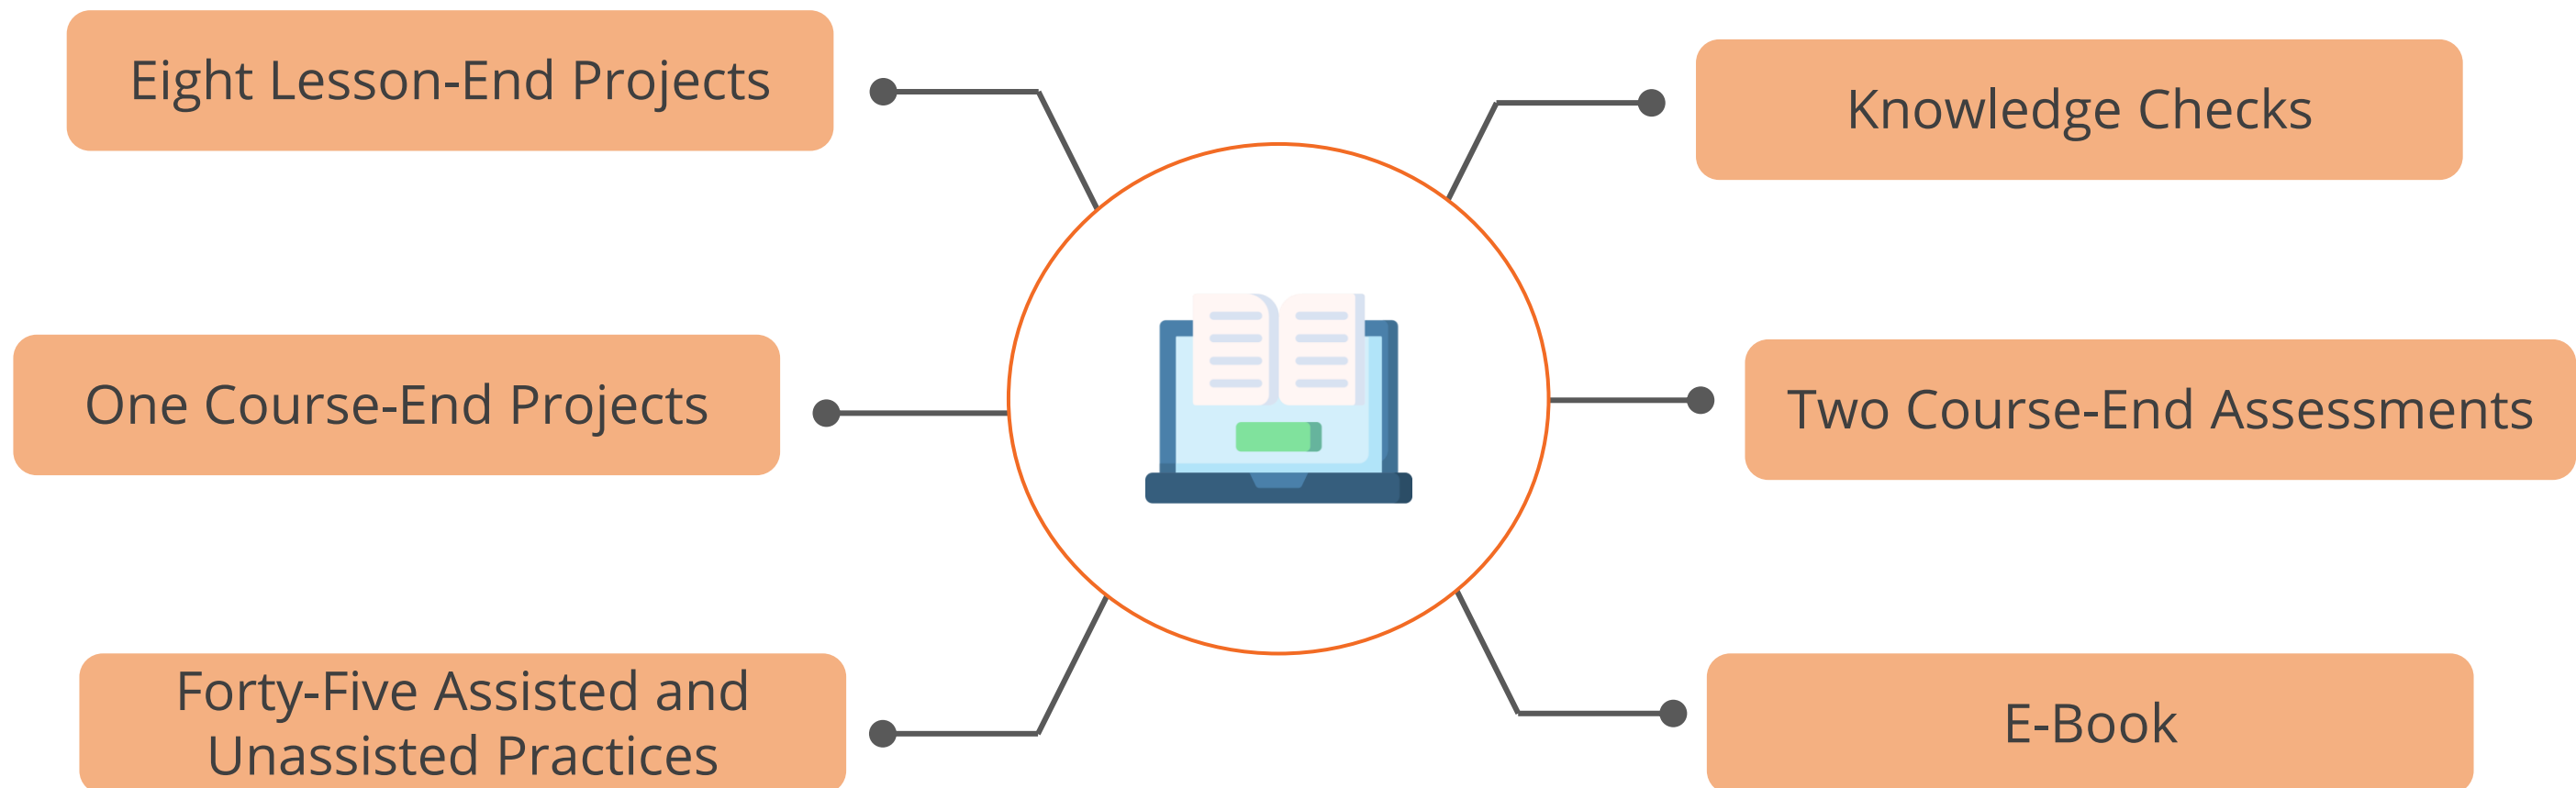 Eight Lesson-End Projects
One Course-End Projects
Forty-Five Assisted and
Unassisted Practices
Knowledge Checks
Two Course-End Assessments
E-Book